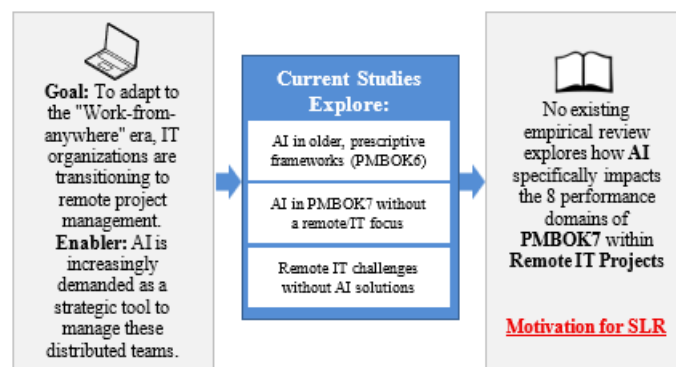 Goal: To adapt to
the "Work-from-
anywhere" era, IT
organizations are
transitioning to
remote project
management.
Enabler: AI is
increasingly
demanded as a
strategic tool to
manage these
distributed teams.
Current Studies
Explore:
AI in older, prescriptive
frameworks (PMBOK6)
AI in PMBOK7 without
a remote/IT focus
Remote IT challenges
without AI solutions
No existing
empirical review
explores how AI
specifically impacts
the 8 performance
domains of
PMBOK7 within
Remote IT Projects
Motivation for SLR